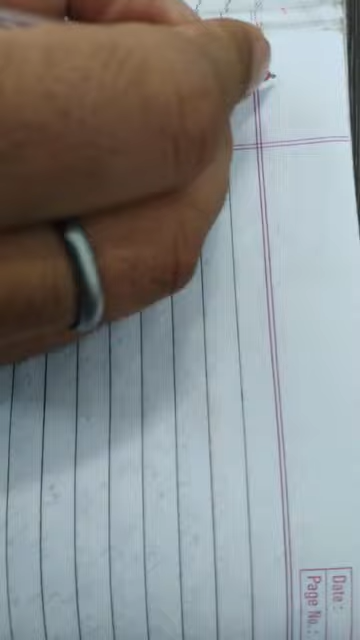 Date :
Page No. :